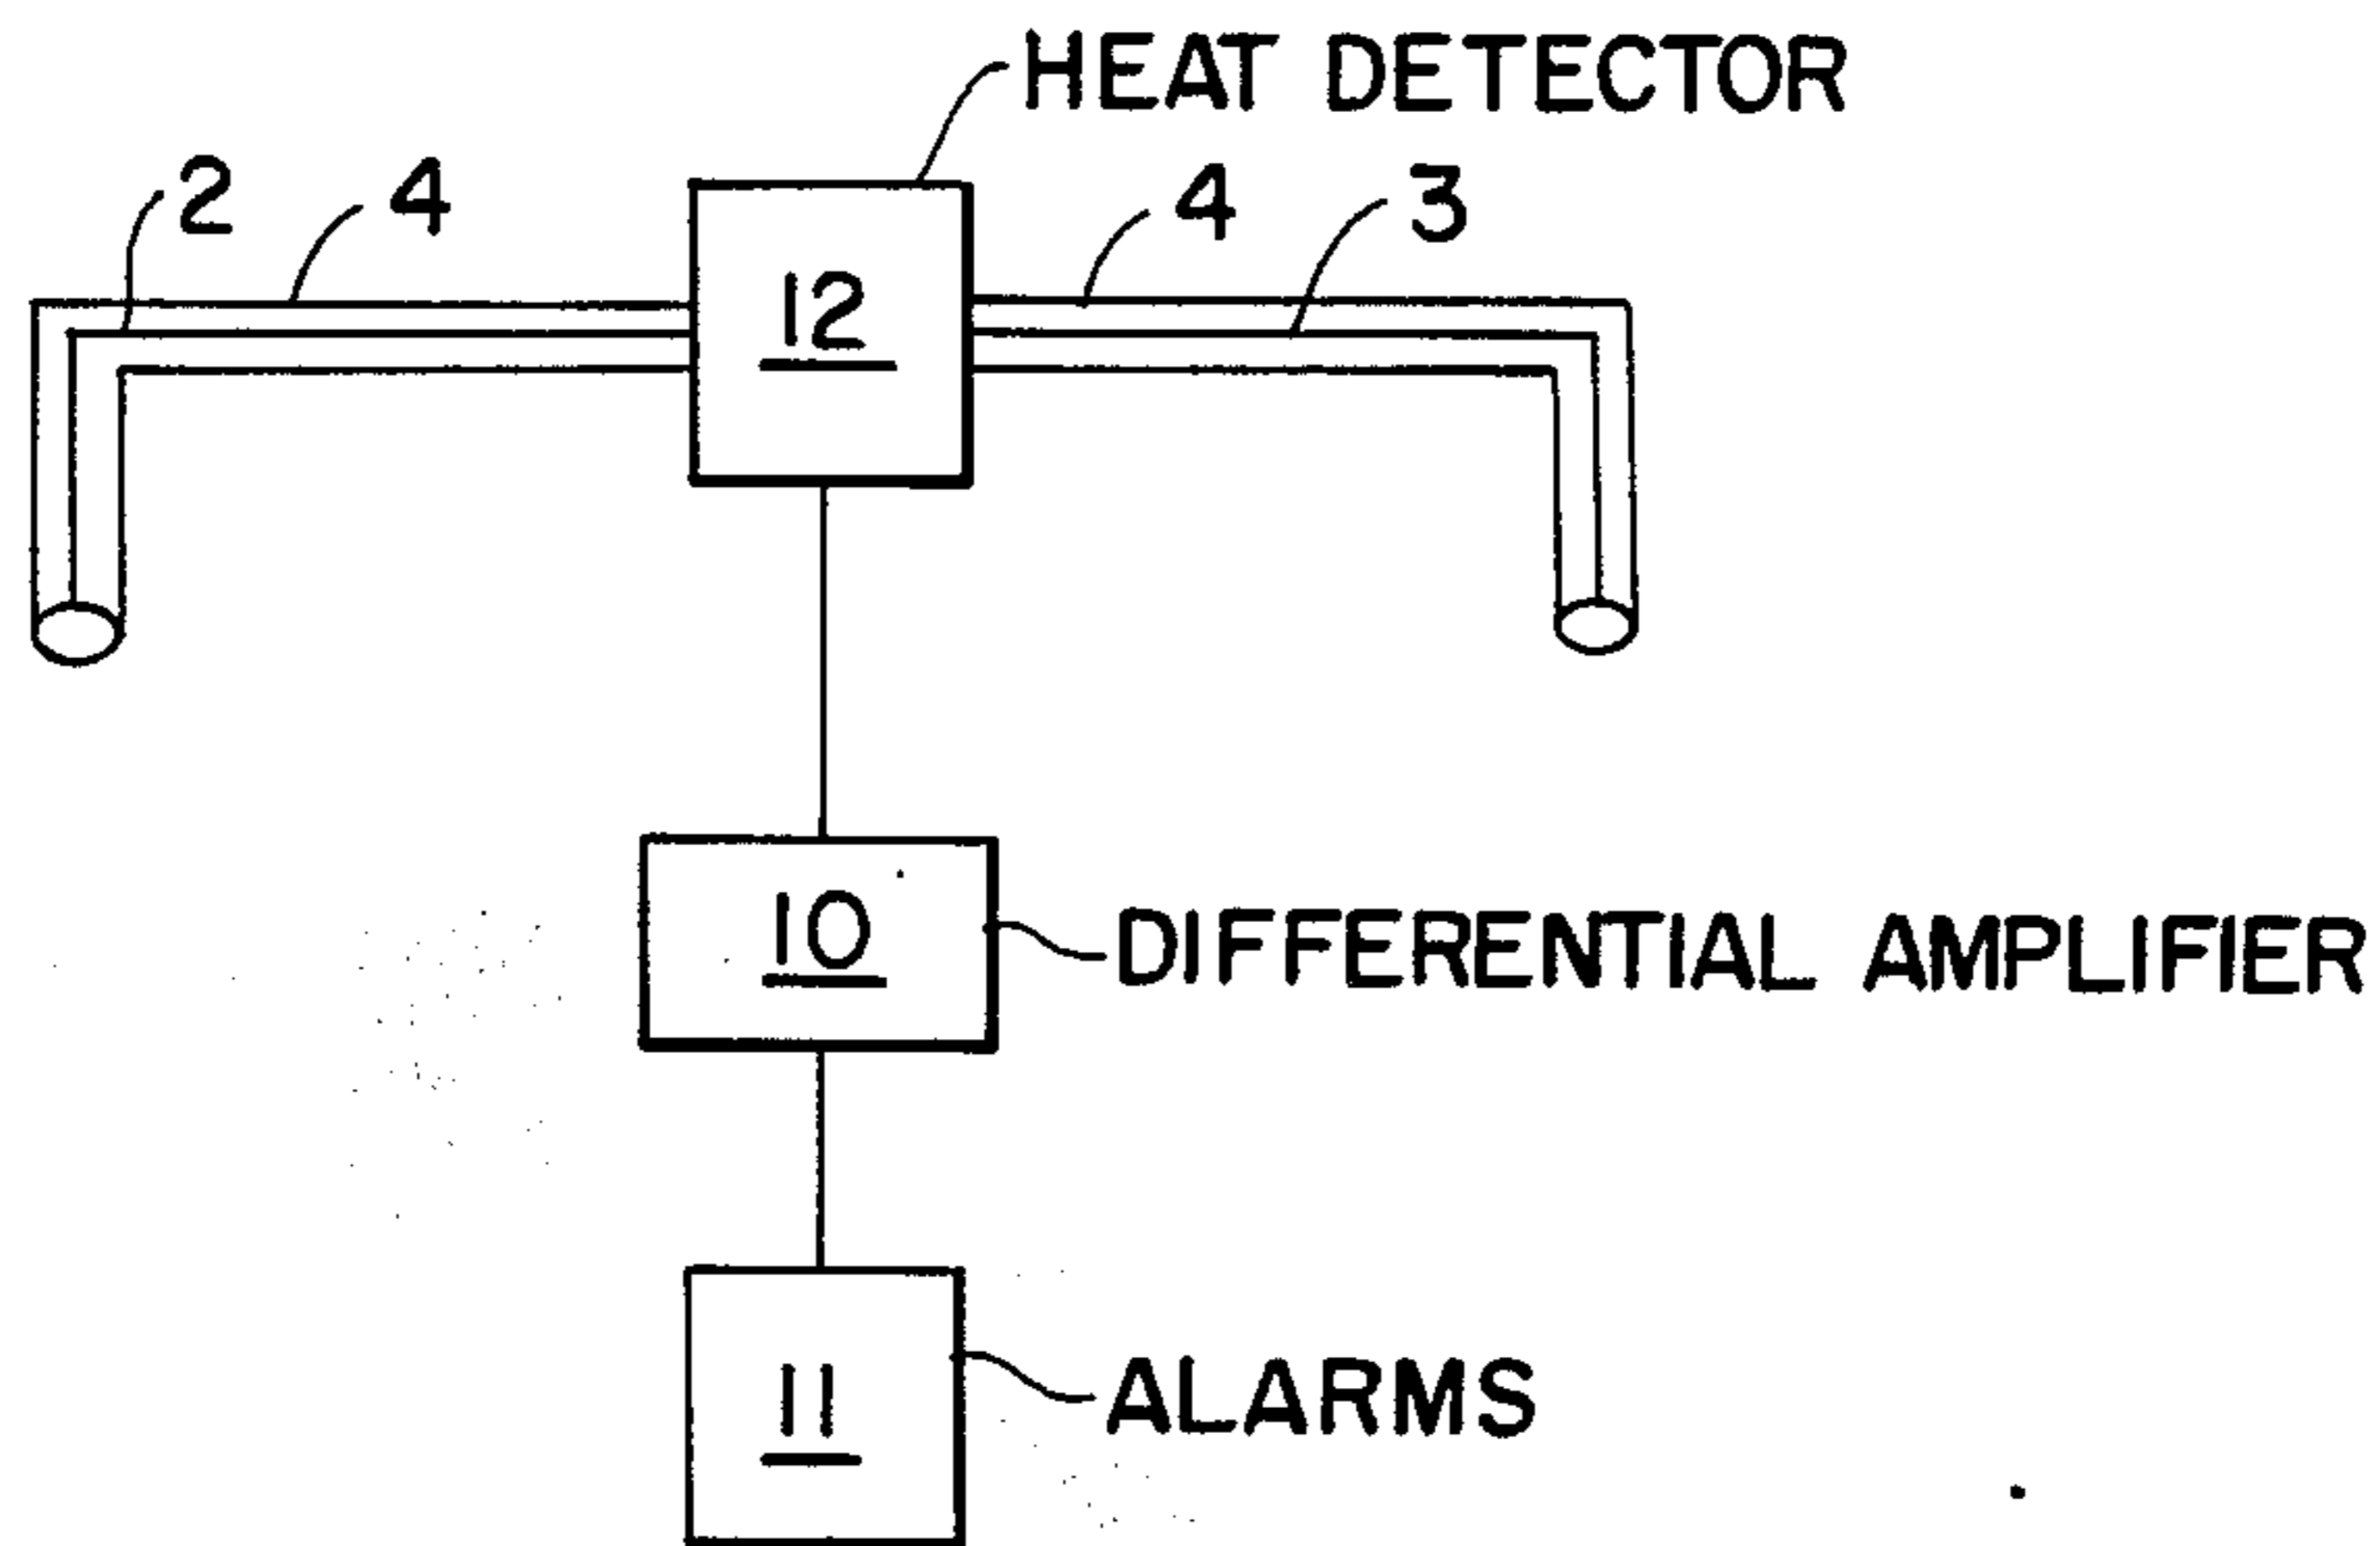 HEAT DETECTOR
2 4 4 3
12
10 DIFFERENTIAL AMPLIFIER
11 ALARMS